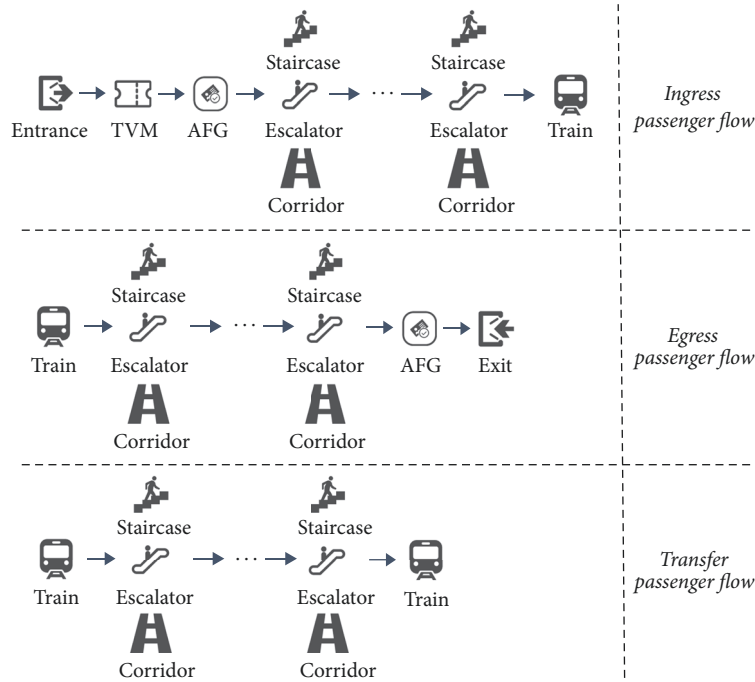 Staircase Staircase
Entrance TVM AFG Escalator ... Escalator Train
Corridor Corridor
Ingress
passenger flow
Staircase Staircase
Train Escalator ... Escalator AFG Exit
Corridor Corridor
Egress
passenger flow
Staircase Staircase
Train Escalator ... Escalator Train
Corridor Corridor
Transfer
passenger flow